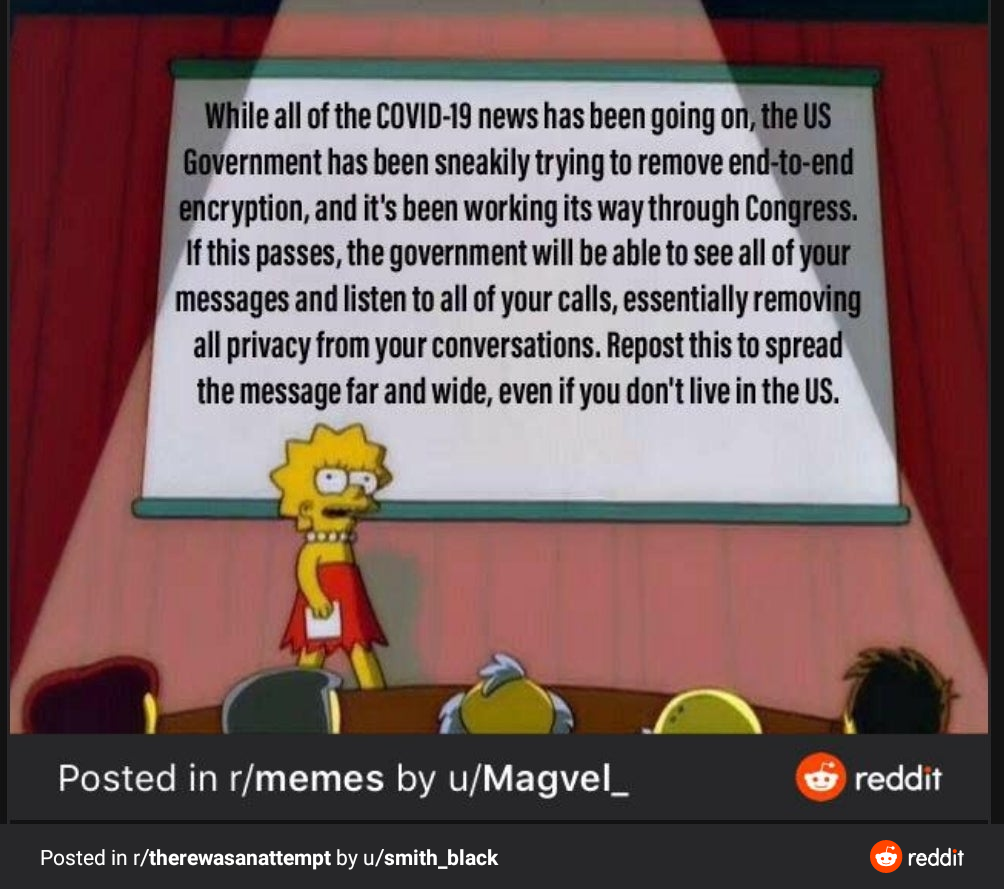 While all of the COVID-19 news has been going on, the US
Government has been sneakily trying to remove end-to-end
encryption, and it's been working its way through Congress.
If this passes, the government will be able to see all of your
messages and listen to all of your calls, essentially removing
all privacy from your conversations. Repost this to spread
the message far and wide, even if you don't live in the US.
Posted in r/memes by u/Magvel_ reddit
Posted in r/therewasanattempt by u/smith_black reddit